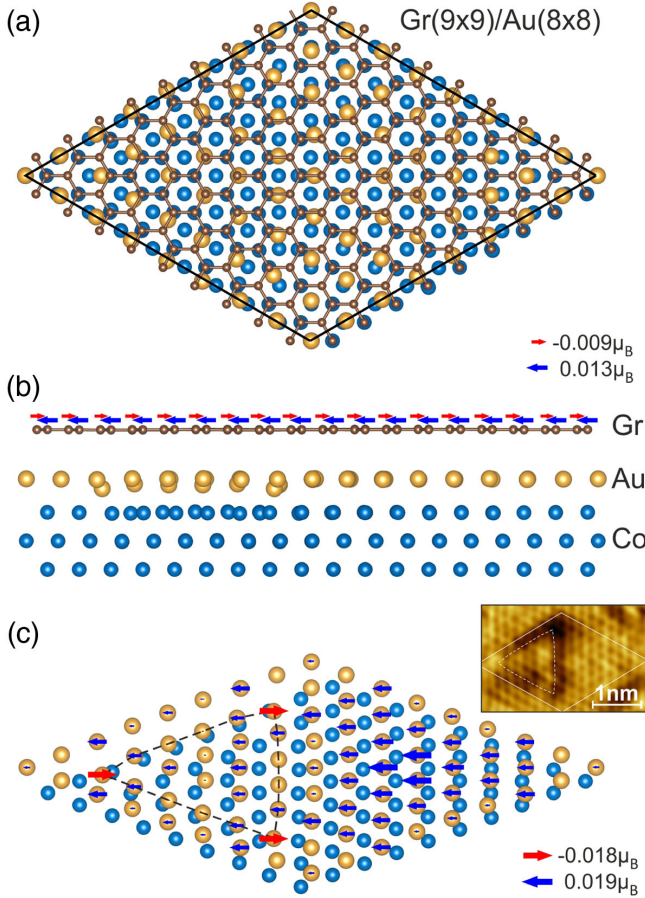 (a)
Gr(9x9)/Au(8x8)
-0.009μB
0.013μB
(b)
Gr
Au
Co
(c)
1nm
-0.018μB
0.019μB